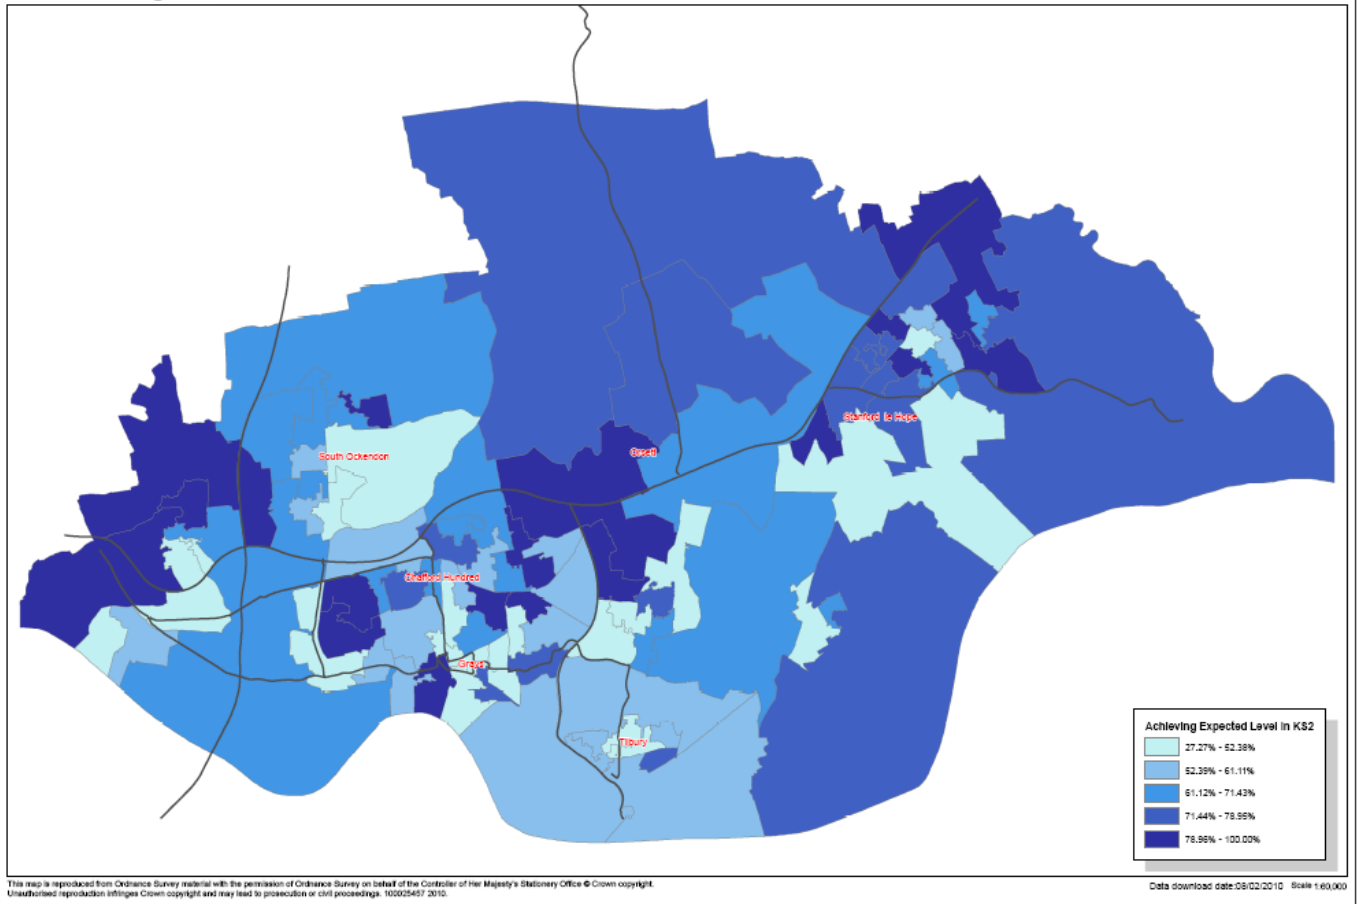 South Ockendon
Orsett
Stanford le Hope
Chafford Hundred
Grays
Tilbury
Achieving Expected Level in KS2
27.27% - 52.38%
52.39% - 61.11%
61.12% - 71.43%
71.44% - 78.95%
78.96% - 100.00%
This map is reproduced from Ordnance Survey material with the permission of Ordnance Survey on behalf of the Controller of Her Majesty's Stationery Office © Crown copyright.
Unauthorised reproduction infringes Crown copyright and may lead to prosecution or civil proceedings. 100025457 2010.
Data download date:08/02/2010 Scale 1:60,000